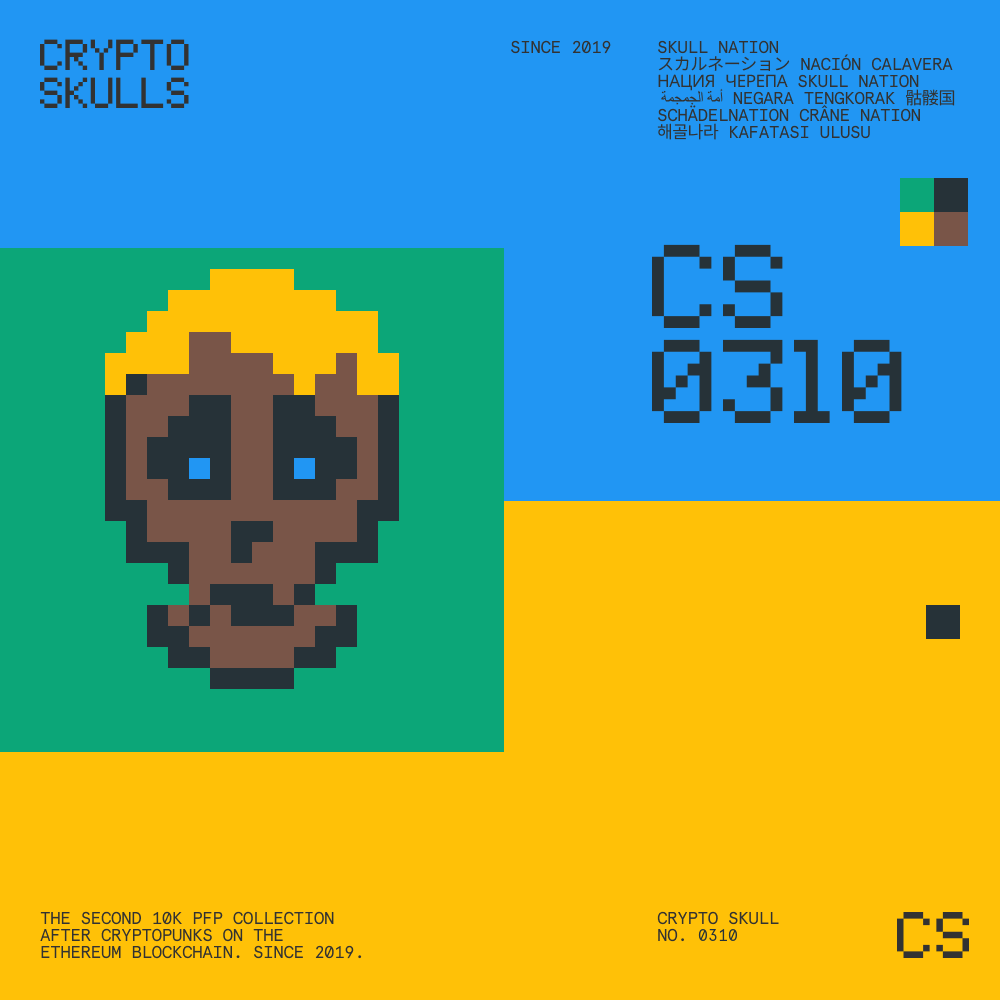 CRYPTO
SKULLS
SINCE 2019
SKULL NATION
スカルネーション NACIÓN CALAVERA
НАЦИЯ ЧЕРЕПА SKULL NATION
أمة الجمجمة NEGARA TENGKORAK 骷髅国
SCHÄDELNATION CRÂNE NATION
해골나라 KAFATASI ULUSU
CS
0310
THE SECOND 10K PFP COLLECTION
AFTER CRYPTOPUNKS ON THE
ETHEREUM BLOCKCHAIN. SINCE 2019.
CRYPTO SKULL
NO. 0310
CS